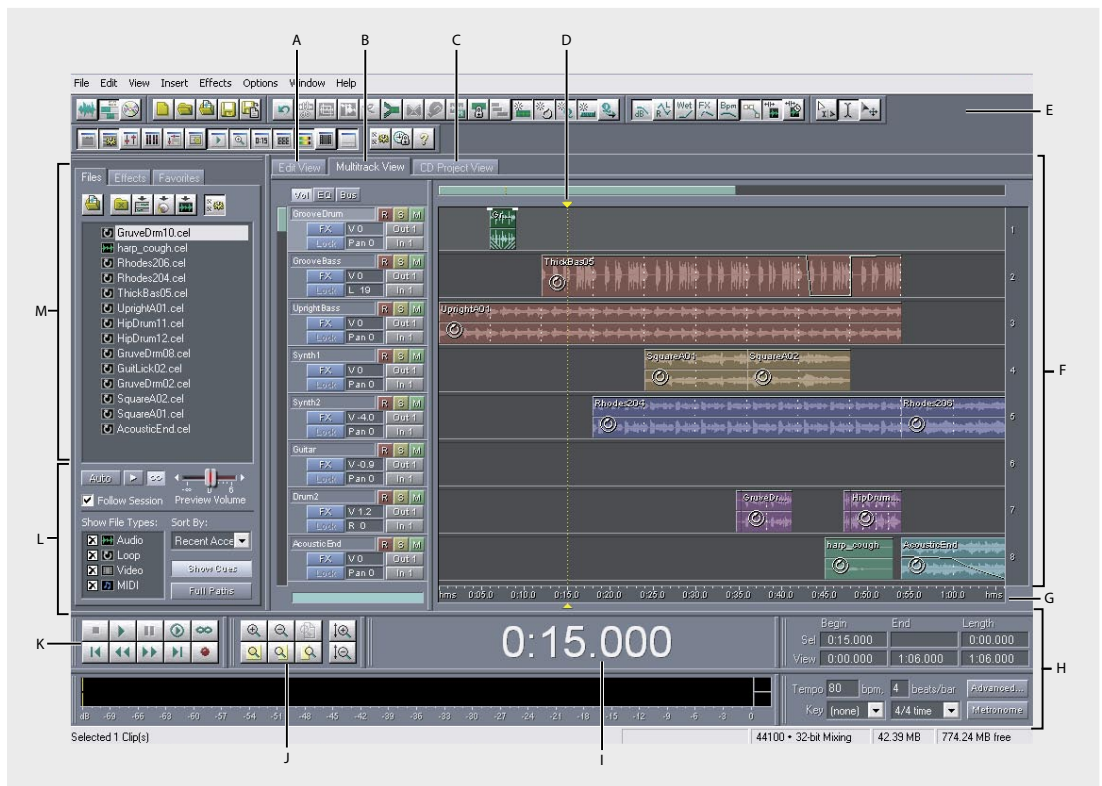 A B C D
File Edit View Insert Effects Options Window Help
E
Wet FX Bpm
0:15
Edit View Multitrack View CD Project View
Files Effects Favorites
Vol EQ Bus
GruveDrm10.cel
harp_cough.cel
Rhodes206.cel
Rhodes204.cel
ThickBas05.cel
UprightA01.cel
HipDrum11.cel
HipDrum12.cel
GruveDrm08.cel
GuitLick02.cel
GruveDrm02.cel
SquareA02.cel
SquareA01.cel
AcousticEnd.cel
M
GrooveDrum R S M
FX V 0
Lock Pan 0 In 1
1
GrooveBass R S M
FX V 0 Out 1
Lock L 19 In 1
ThickBas05
2
UprightBass R S M
FX V 0 Out 1
Lock Pan 0 In 1
UprightA01
3
Synth1 R S M
FX V 0 Out 1
Lock Pan 0 In 1
SquareA01 SquareA02
4
F
Synth2 R S M
FX V -4.0 Out 1
Lock Pan 0 In 1
Rhodes204 Rhodes206
5
Guitar R S M
FX V -0.9 Out 1
Lock Pan 0 In 1
6
Drum2 R S M
FX V 1.2 Out 1
Lock R 0 In 1
GruveDr... HipDrum...
7
AcousticEnd R S M
FX V 0 Out 1
Lock Pan 0 In 1
harp_cough AcousticEnd
8
Auto
-∞ 0 6
Follow Session Preview Volume
Show File Types: Sort By:
Audio Recent Acce
Loop
Video Show Cues
MIDI Full Paths
L
hms 0:05.0 0:10.0 0:15.0 0:20.0 0:25.0 0:30.0 0:35.0 0:40.0 0:45.0 0:50.0 0:55.0 1:00.0 hms
G
K
0:15.000
Begin End Length
Sel 0:15.000 0:00.000
View 0:00.000 1:06.000 1:06.000
H
Tempo 80 bpm, 4 beats/bar Advanced...
Key (none) 4/4 time Metronome
dB -69 -66 -63 -60 -57 -54 -51 -48 -45 -42 -39 -36 -33 -30 -27 -24 -21 -18 -15 -12 -9 -6 -3 0
Selected 1 Clip(s)
44100 • 32-bit Mixing 42.39 MB 774.24 MB free
J I